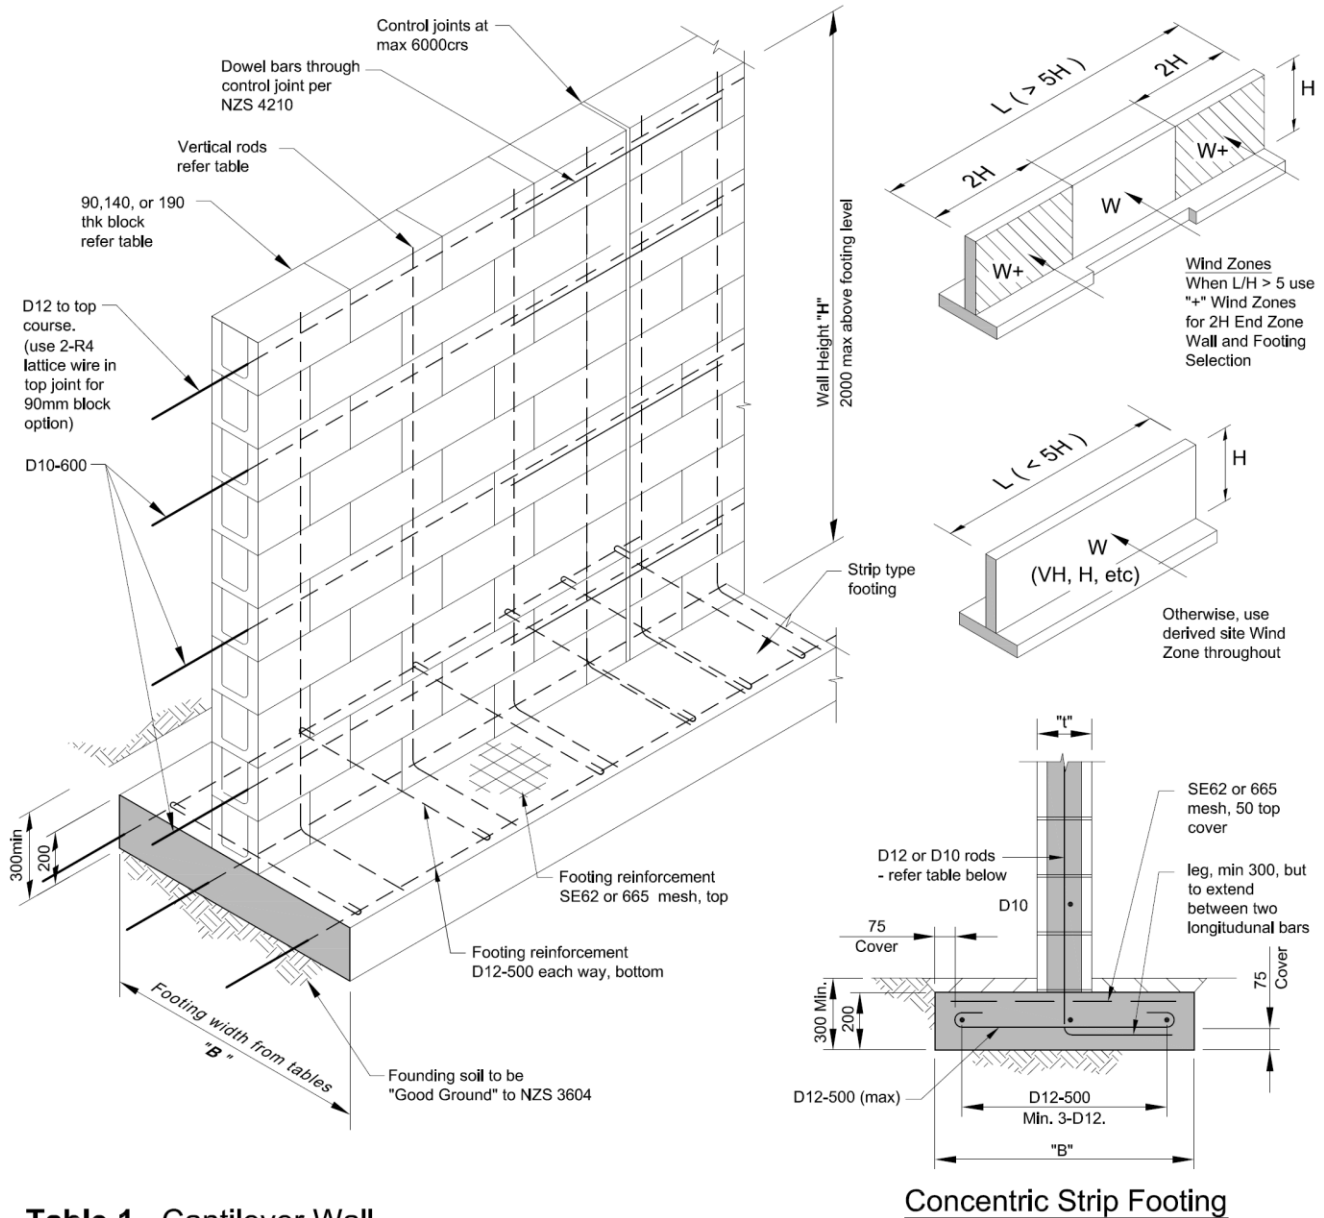 Control joints at
max 6000crs
Dowel bars through
control joint per
NZS 4210
Vertical rods
refer table
90,140, or 190
thk block
refer table
D12 to top
course.
(use 2-R4
lattice wire in
top joint for
90mm block
option)
D10-600
Wall Height "H"
2000 max above footing level
Strip type
footing
300min
200
Footing reinforcement
SE62 or 665 mesh, top
Footing reinforcement
D12-500 each way, bottom
Footing width from tables
"B"
Founding soil to be
"Good Ground" to NZS 3604
L ( > 5H )
2H
H
2H
W+
W
W+
Wind Zones
When L/H > 5 use
"+" Wind Zones
for 2H End Zone
Wall and Footing
Selection
L ( < 5H )
H
W
(VH, H, etc)
Otherwise, use
derived site Wind
Zone throughout
"t"
SE62 or 665
mesh, 50 top
cover
D12 or D10 rods
- refer table below
leg, min 300, but
to extend
between two
longitudunal bars
D10
75
Cover
75
Cover
300 Min.
200
D12-500 (max)
D12-500
Min. 3-D12.
"B"
Concentric Strip Footing
Table 1 Cantilever Wall